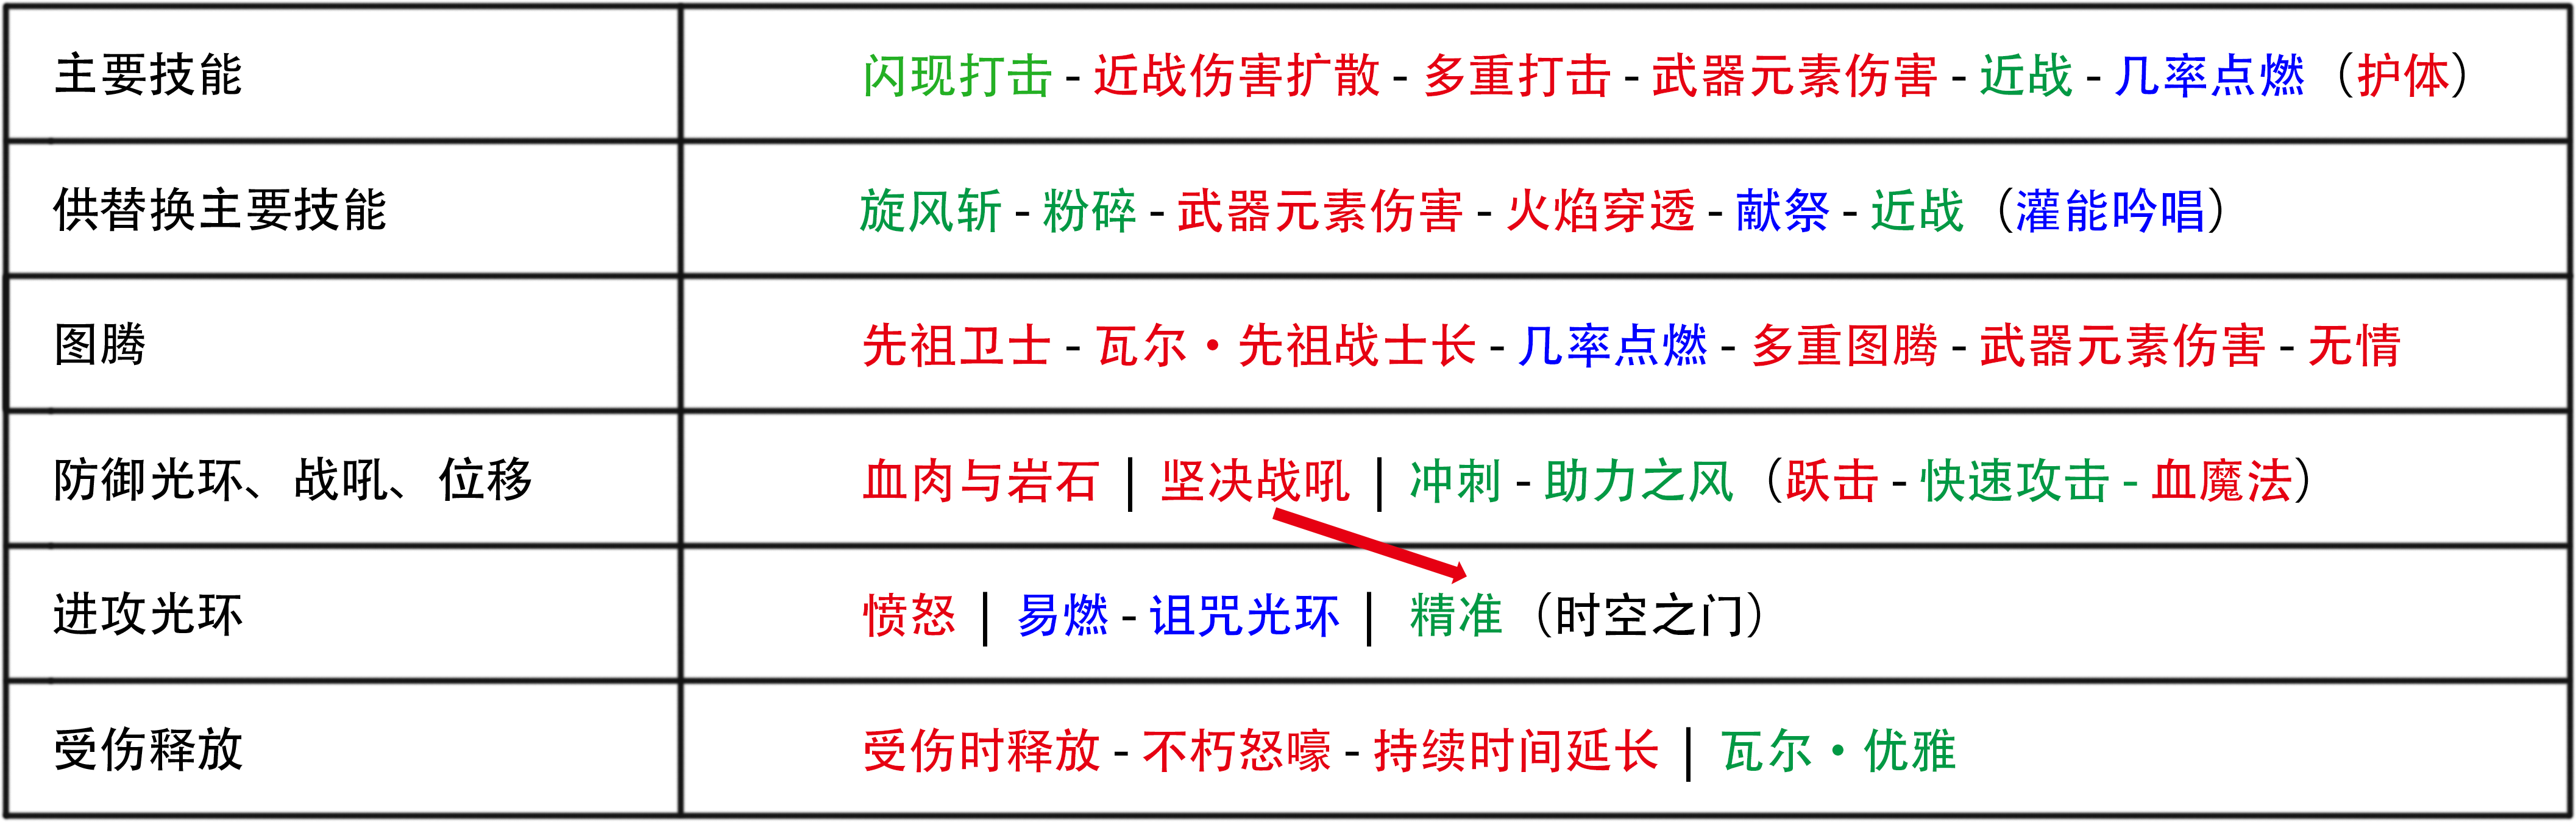 主要技能 闪现打击 - 近战伤害扩散 - 多重打击 - 武器元素伤害 - 近战 - 几率点燃（护体）
供替换主要技能 旋风斩 - 粉碎 - 武器元素伤害 - 火焰穿透 - 献祭 - 近战（灌能吟唱）
图腾 先祖卫士 - 瓦尔·先祖战士长 - 几率点燃 - 多重图腾 - 武器元素伤害 - 无情
防御光环、战吼、位移 血肉与岩石 | 坚决战吼 | 冲刺 - 助力之风（跃击 - 快速攻击 - 血魔法）
进攻光环 愤怒 | 易燃 - 诅咒光环 | 精准（时空之门）
受伤释放 受伤时释放 - 不朽怒嚎 - 持续时间延长 | 瓦尔·优雅